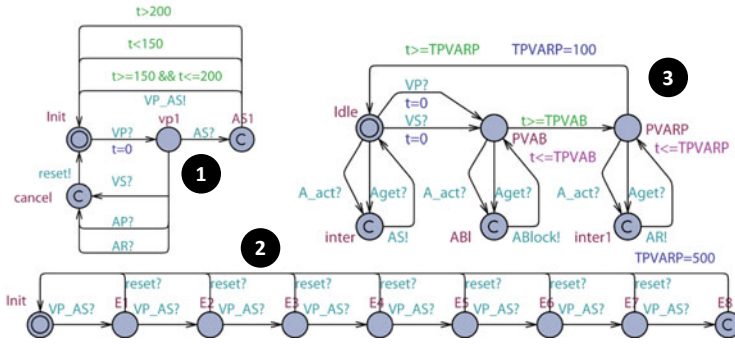 t>200
t<150
t>=150 && t<=200
VP_AS!
Init
VP?
t=0
vp1
AS?
AS1
C
reset!
cancel
C
VS?
AP?
AR?
1
t>=TPVARP
TPVARP=100
3
VP?
t=0
Idle
VS?
t=0
t>=TPVAB
PVAB
t<=TPVAB
PVARP
t<=TPVARP
A_act?
Aget?
A_act?
Aget?
A_act?
Aget?
C
C
C
inter
AS!
ABl
ABlock!
inter1
AR!
2
TPVARP=500
Init
reset?
reset?
reset?
reset?
reset?
reset?
reset?
VP_AS?
E1
VP_AS?
E2
VP_AS?
E3
VP_AS?
E4
VP_AS?
E5
VP_AS?
E6
VP_AS?
E7
VP_AS?
E8
C